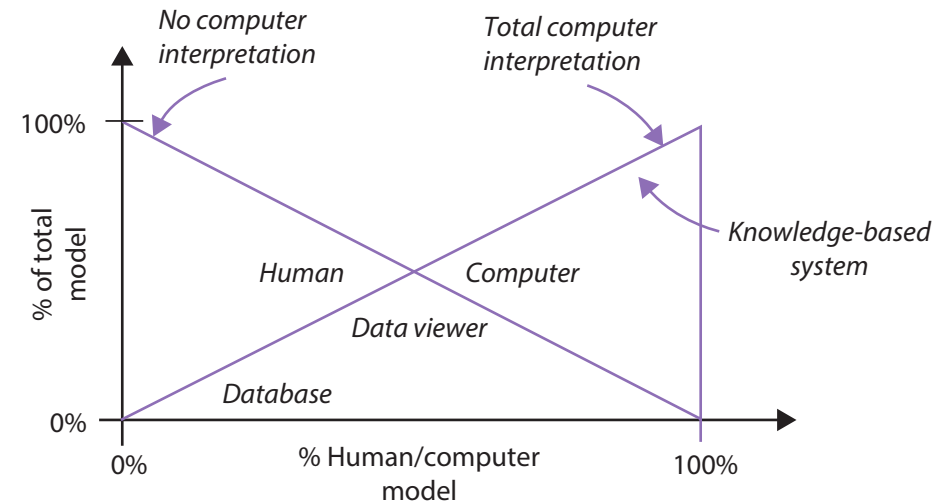 No computer
interpretation
Total computer
interpretation
100%
% of total
model
Human
Computer
Knowledge-based
system
Data viewer
Database
0%
0%
% Human/computer
model
100%